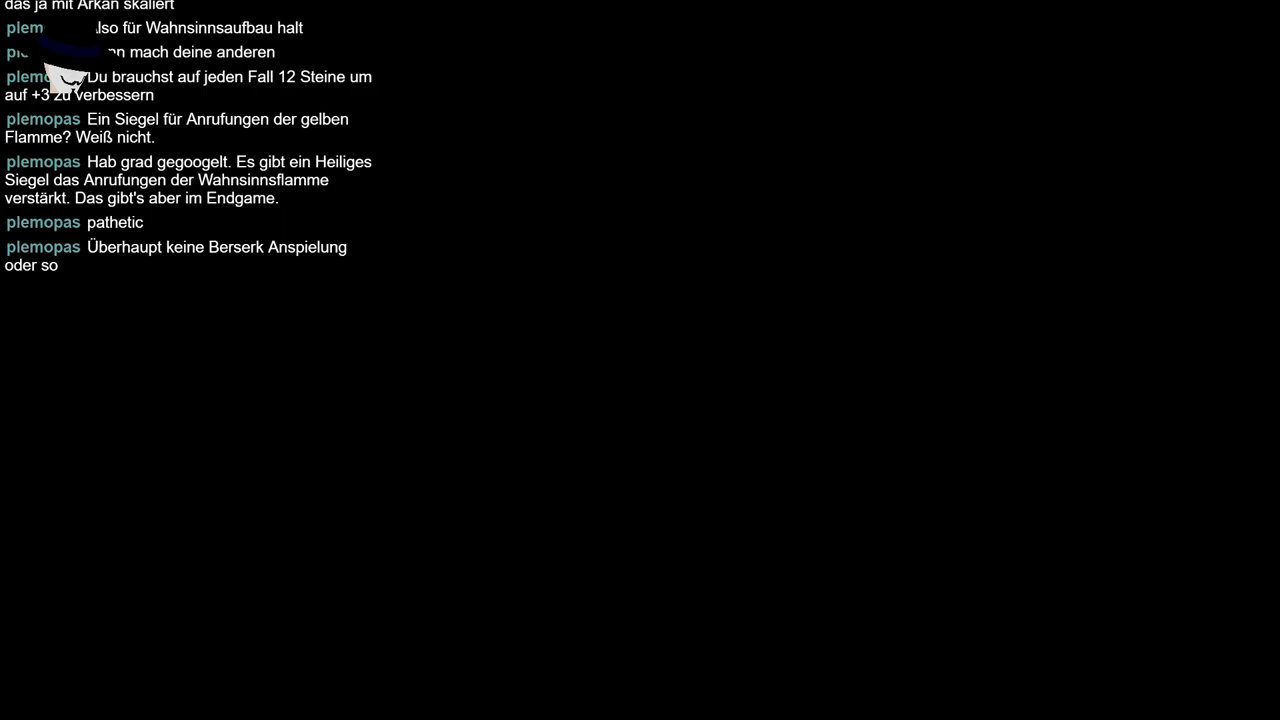 das ja mit Arkan skaliert
für Wahnsinnsaufbau halt
mach deine anderen
Du brauchst auf jeden Fall 12 Steine um
auf +3 zu verbessern
plemopas Ein Siegel für Anrufungen der gelben
Flamme? Weiß nicht.
plemopas Hab grad gegoogelt. Es gibt ein Heiliges
Siegel das Anrufungen der Wahnsinnsflamme
verstärkt. Das gibt's aber im Endgame.
plemopas pathetic
plemopas Überhaupt keine Berserk Anspielung
oder so